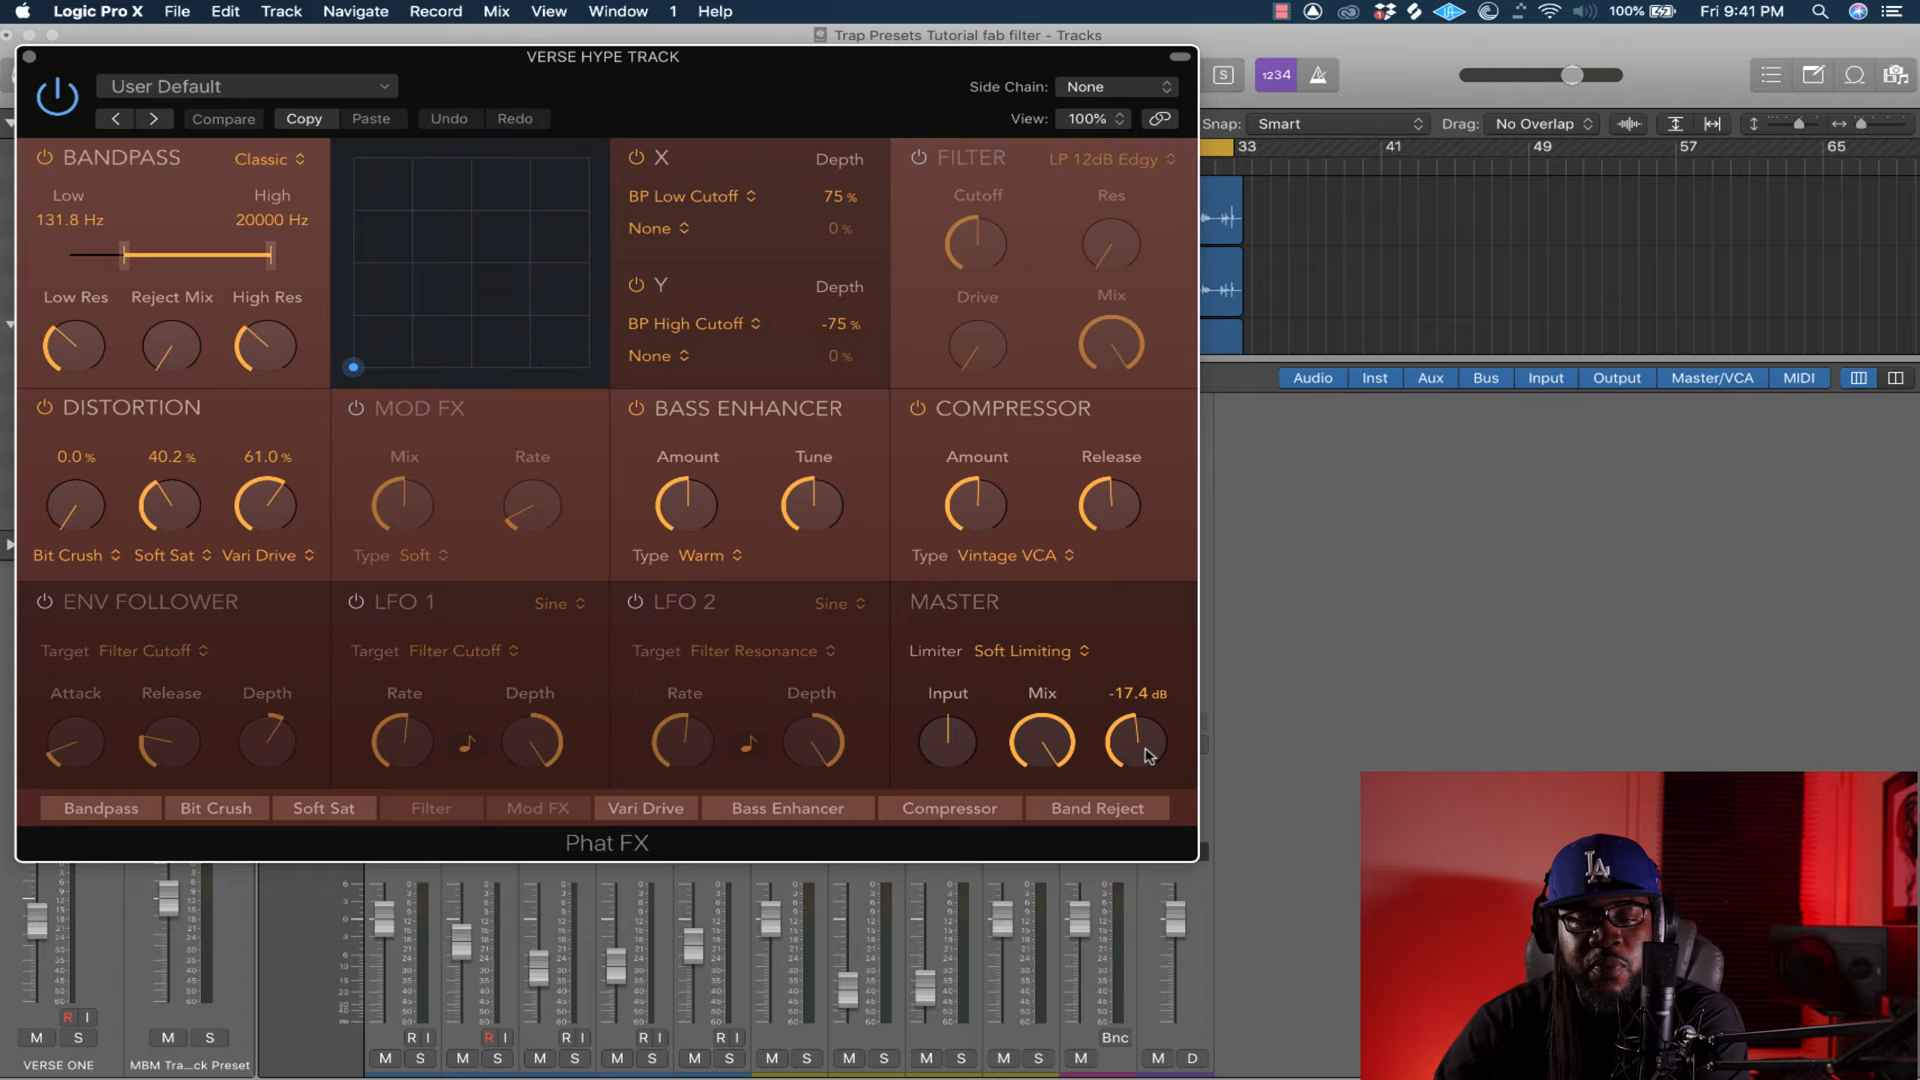 Logic Pro X File Edit Track Navigate Record Mix View Window 1 Help 100% Fri 9:41 PM
Trap Presets Tutorial fab filter - Tracks
VERSE HYPE TRACK
User Default Side Chain: None S 1234
Compare Copy Paste Undo Redo View: 100% Snap: Smart Drag: No Overlap
33 41 49 57 65
BANDPASS Classic
Low High
131.8 Hz 20000 Hz
Low Res Reject Mix High Res
X Depth
BP Low Cutoff 75 %
None 0 %
Y Depth
BP High Cutoff -75 %
None 0 %
FILTER LP 12dB Edgy
Cutoff Res
Drive Mix
Audio Inst Aux Bus Input Output Master/VCA MIDI
DISTORTION
0.0 % 40.2 % 61.0 %
Bit Crush Soft Sat Vari Drive
MOD FX
Mix Rate
Type Soft
BASS ENHANCER
Amount Tune
Type Warm
COMPRESSOR
Amount Release
Type Vintage VCA
ENV FOLLOWER
Target Filter Cutoff
Attack Release Depth
LFO 1 Sine
Target Filter Cutoff
Rate Depth
LFO 2 Sine
Target Filter Resonance
Rate Depth
MASTER
Limiter Soft Limiting
Input Mix -17.4 dB
Bandpass Bit Crush Soft Sat Filter Mod FX Vari Drive Bass Enhancer Compressor Band Reject
Phat FX
R I
M S M S
VERSE ONE MBM Tra...ck Preset
R I R I R I R I R I Bnc
M S M S M S M S M S M S M S M S M S M M D
LA